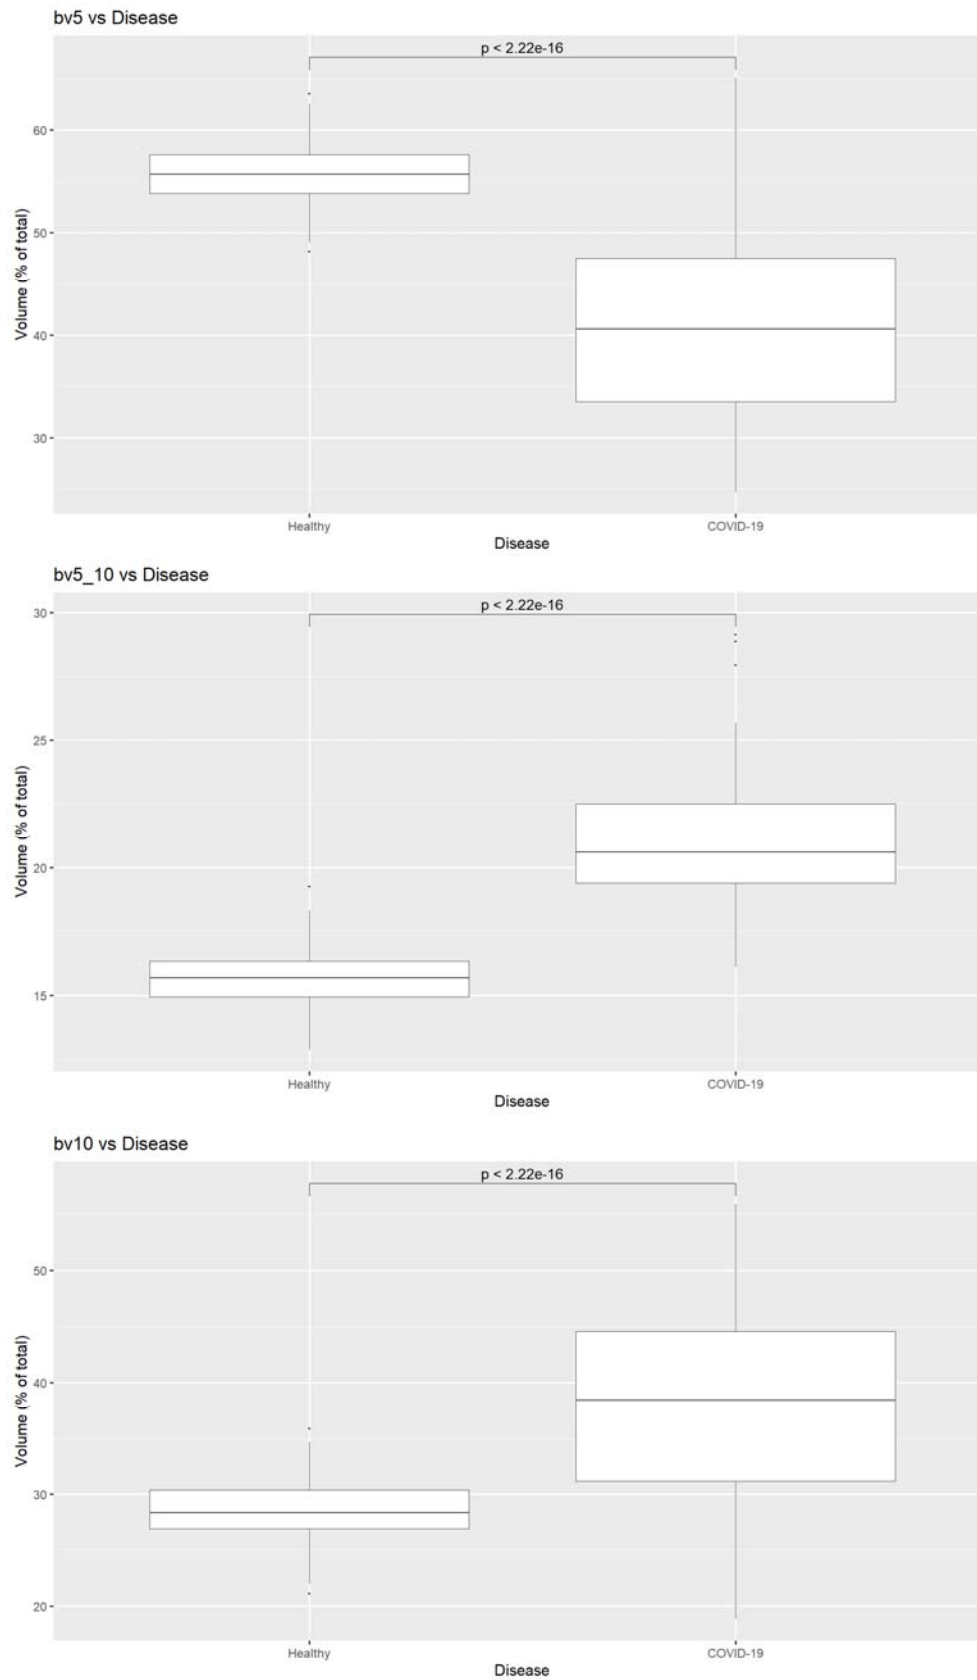 bv5 vs Disease
p < 2.22e-16
60
50
40
30
Volume (% of total)
Healthy
COVID-19
Disease
bv5_10 vs Disease
p < 2.22e-16
30
25
20
15
Volume (% of total)
Healthy
COVID-19
Disease
bv10 vs Disease
p < 2.22e-16
50
40
30
20
Volume (% of total)
Healthy
COVID-19
Disease